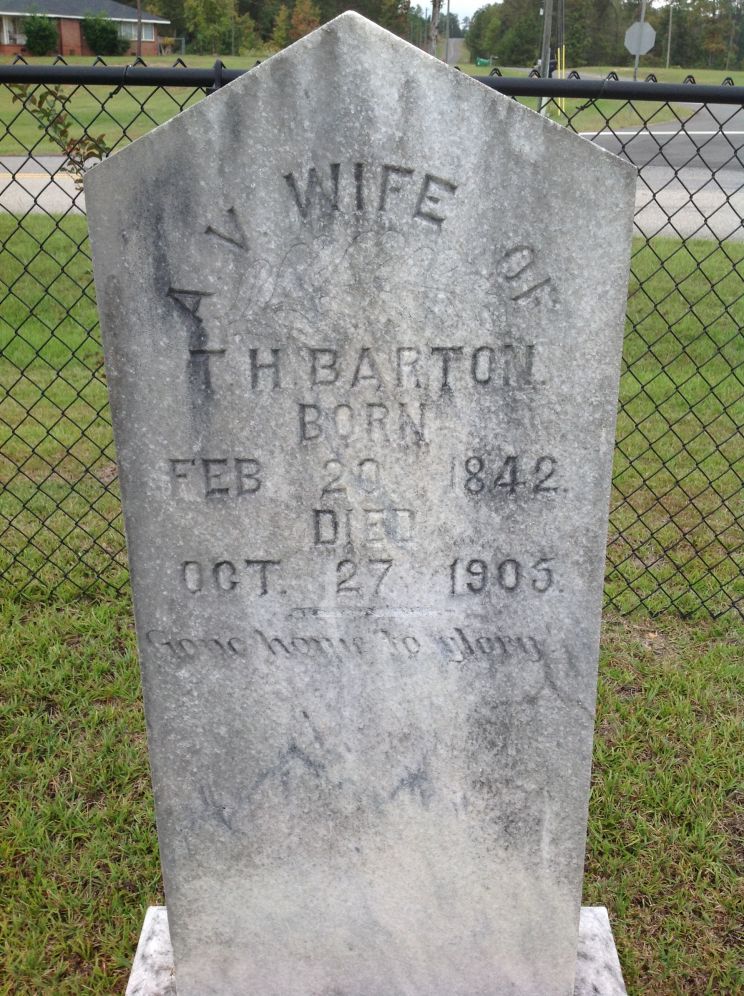 A V WIFE OF
T. H. BARTON.
BORN
FEB 20 1842.
DIED
OCT. 27 1905.
Gone home to glory